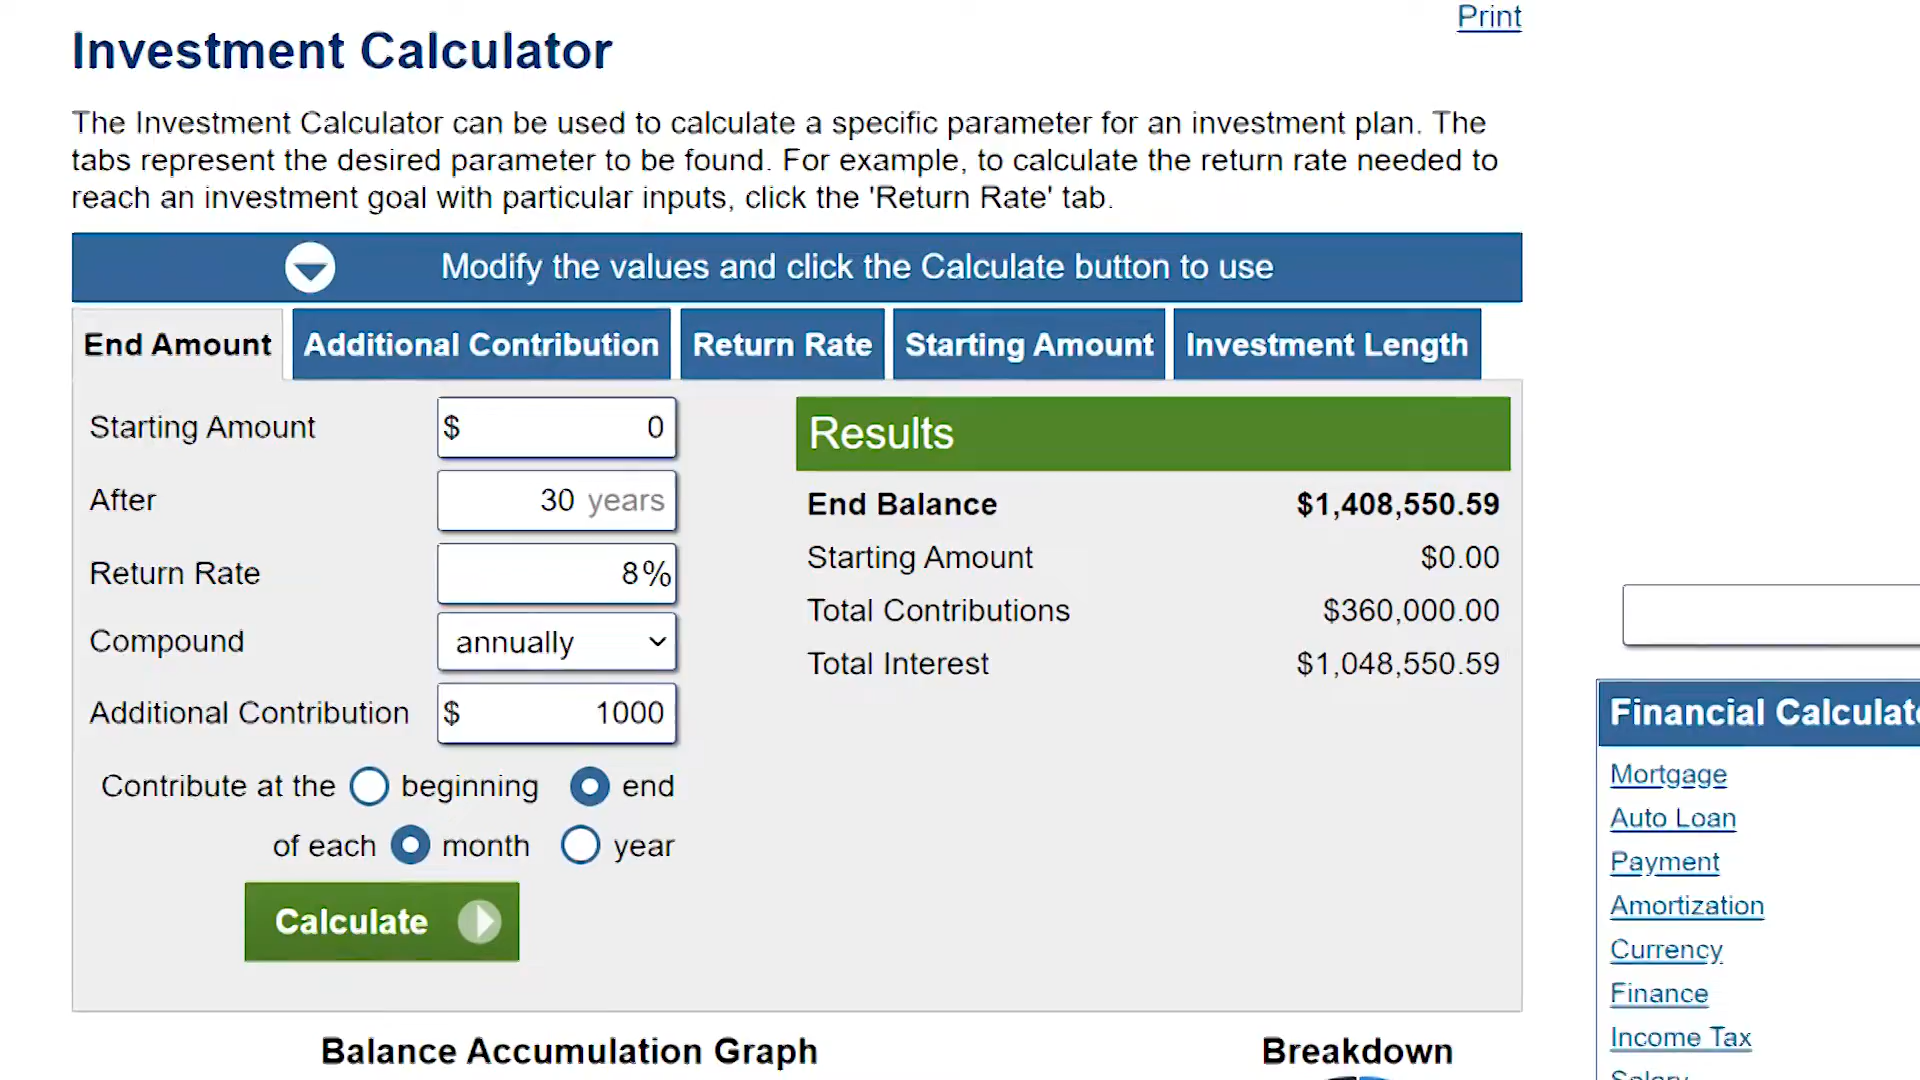 Print
Investment Calculator
The Investment Calculator can be used to calculate a specific parameter for an investment plan. The
tabs represent the desired parameter to be found. For example, to calculate the return rate needed to
reach an investment goal with particular inputs, click the 'Return Rate' tab.
Modify the values and click the Calculate button to use
End Amount Additional Contribution Return Rate Starting Amount Investment Length
Starting Amount $ 0
After 30 years
Return Rate 8%
Compound annually
Additional Contribution $ 1000
Contribute at the beginning end
of each month year
Calculate
Results
End Balance $1,408,550.59
Starting Amount $0.00
Total Contributions $360,000.00
Total Interest $1,048,550.59
Balance Accumulation Graph
Breakdown
Financial Calculat
Mortgage
Auto Loan
Payment
Amortization
Currency
Finance
Income Tax